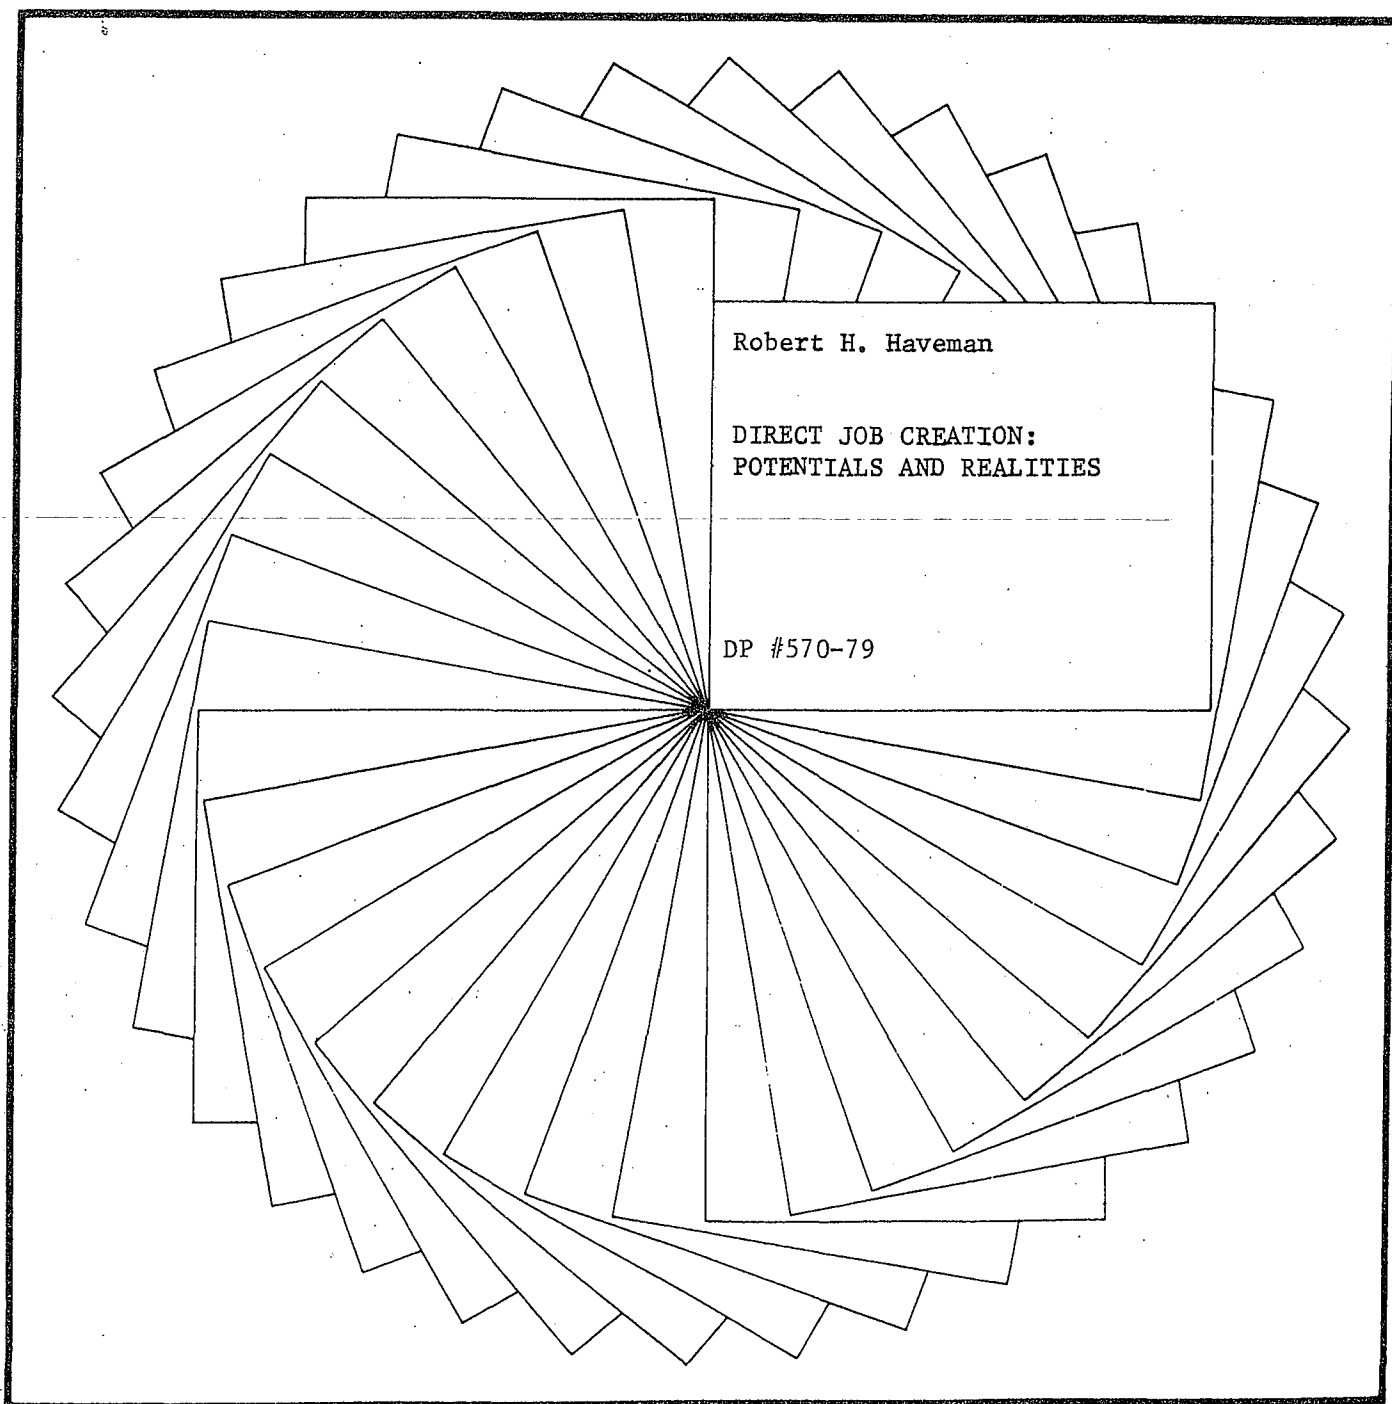 Robert H. Haveman
DIRECT JOB CREATION:
POTENTIALS AND REALITIES
DP #570-79